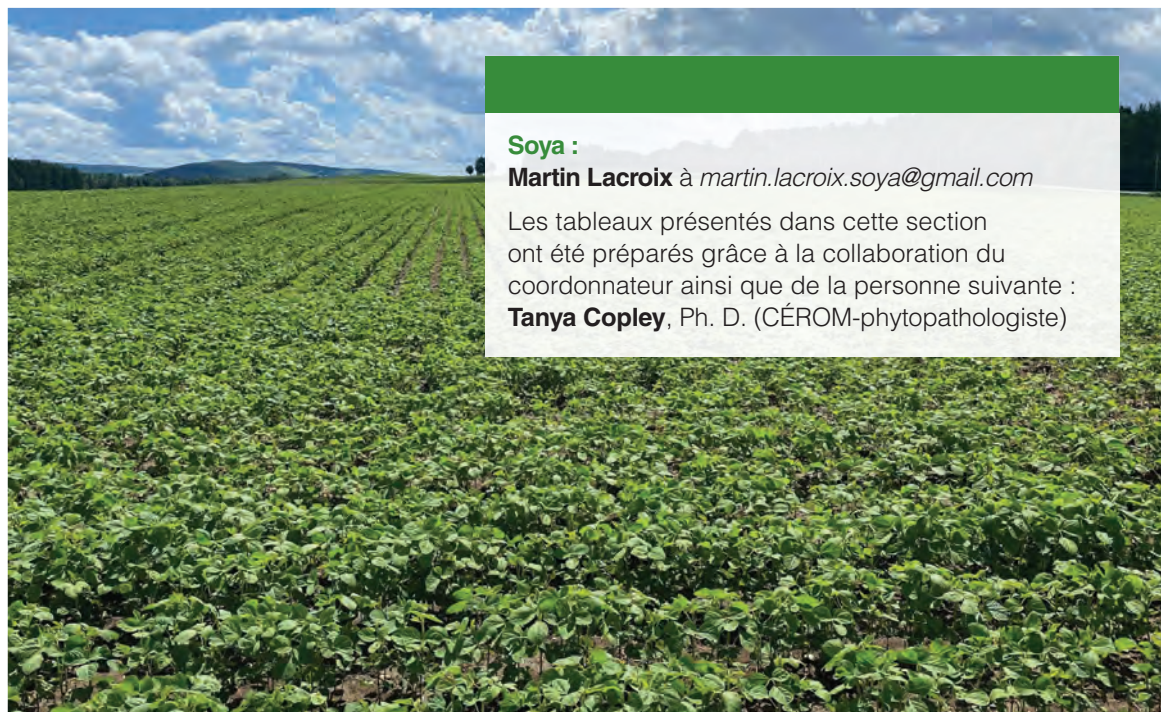 Soya :
Martin Lacroix à martin.lacroix.soya@gmail.com
Les tableaux présentés dans cette section
ont été préparés grâce à la collaboration du
coordonnateur ainsi que de la personne suivante :
Tanya Copley, Ph. D. (CÉROM-phytopathologiste)